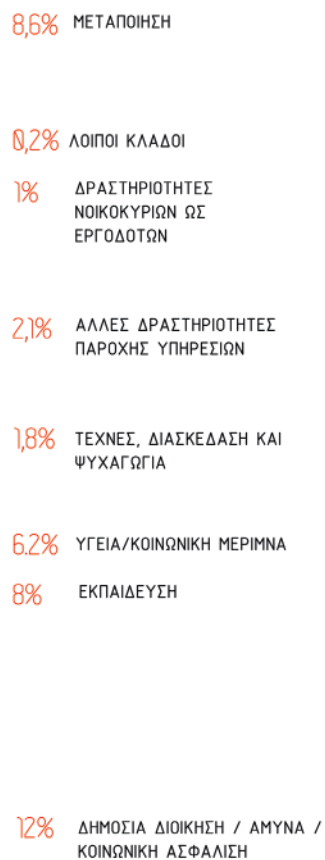 8,6% ΜΕΤΑΠΟΙΗΣΗ
0,2% ΛΟΙΠΟΙ ΚΛΑΔΟΙ
1% ΔΡΑΣΤΗΡΙΟΤΗΤΕΣ
ΝΟΙΚΟΚΥΡΙΩΝ ΩΣ
ΕΡΓΟΔΟΤΩΝ
2,1% ΑΛΛΕΣ ΔΡΑΣΤΗΡΙΟΤΗΤΕΣ
ΠΑΡΟΧΗΣ ΥΠΗΡΕΣΙΩΝ
1,8% ΤΕΧΝΕΣ, ΔΙΑΣΚΕΔΑΣΗ ΚΑΙ
ΨΥΧΑΓΩΓΙΑ
6.2% ΥΓΕΙΑ/ΚΟΙΝΩΝΙΚΗ ΜΕΡΙΜΝΑ
8% ΕΚΠΑΙΔΕΥΣΗ
12% ΔΗΜΟΣΙΑ ΔΙΟΙΚΗΣΗ / ΑΜΥΝΑ /
ΚΟΙΝΩΝΙΚΗ ΑΣΦΑΛΙΣΗ